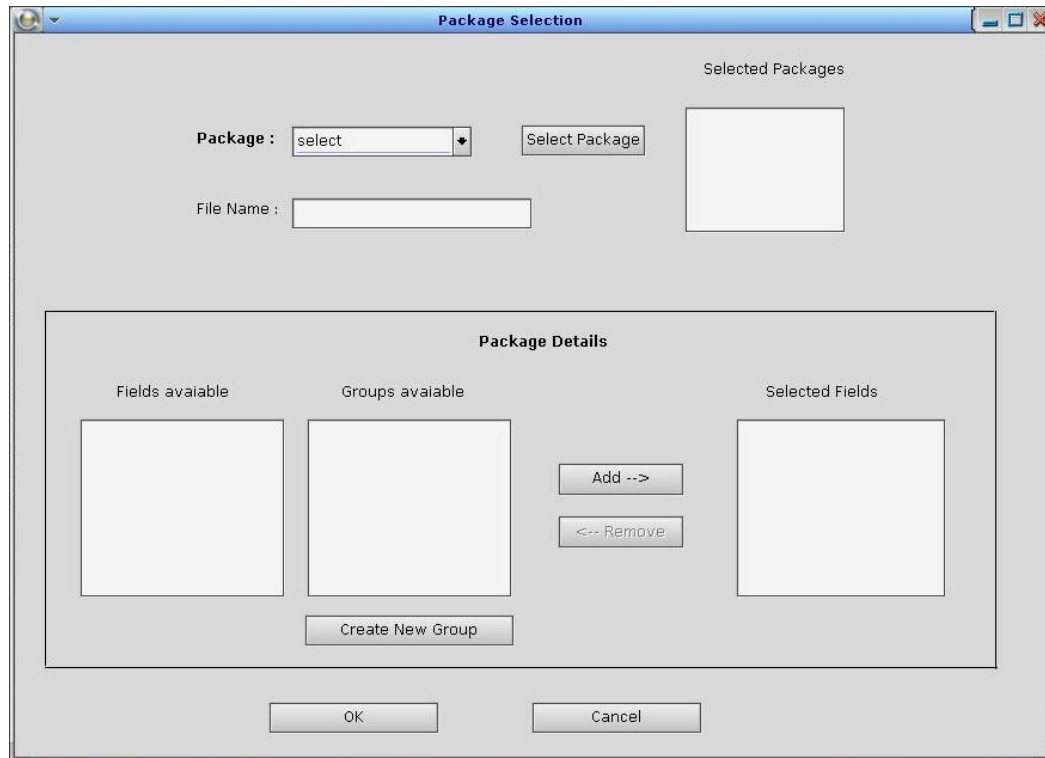 Package Selection
Selected Packages
Package :
select
Select Package
File Name :
Package Details
Fields avaiable
Groups avaiable
Selected Fields
Add -->
<-- Remove
Create New Group
OK
Cancel